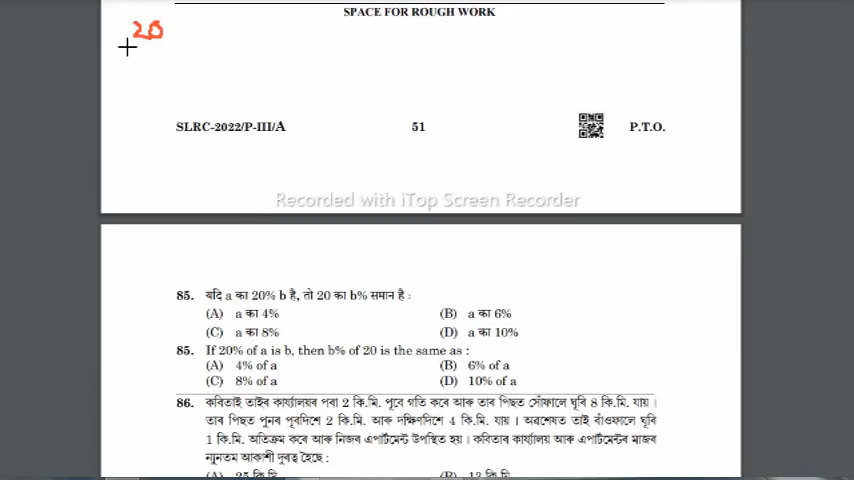 SPACE FOR ROUGH WORK
20
SLRC-2022/P-III/A 51 P.T.O.
Recorded with iTop Screen Recorder
85. यदि a का 20% b है, तो 20 का b% समान है :
(A) a का 4% (B) a का 6%
(C) a का 8% (D) a का 10%
85. If 20% of a is b, then b% of 20 is the same as :
(A) 4% of a (B) 6% of a
(C) 8% of a (D) 10% of a
86. কবিতাই তাইৰ কাৰ্য্যালয়ৰ পৰা 2 কি.মি. পূবে গতি কৰে আৰু তাৰ পিছত সোঁফালে ঘূৰি 8 কি.মি. যায় ।
তাৰ পিছত পুনৰ পূবদিশে 2 কি.মি. আৰু দক্ষিণদিশে 4 কি.মি. যায় । অৱশেষত তাই বাঁওফালে ঘূৰি
1 কি.মি. অতিক্ৰম কৰে আৰু নিজৰ এপাৰ্টমেন্ট উপস্থিত হয় । কবিতাৰ কাৰ্য্যালয় আৰু এপাৰ্টমেন্টৰ মাজৰ
ন্যূনতম আকাশী দূৰত্ব হৈছে :
(A) 25 কি.মি. (B) 13 কি.মি.